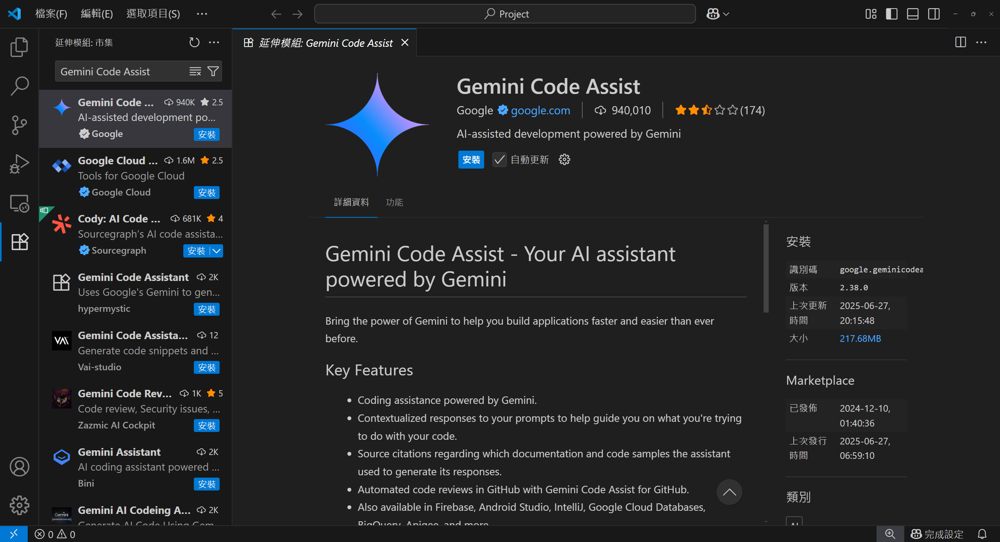 檔案(F) 編輯(E) 選取項目(S) ···
Project
延伸模組: 市集
Gemini Code Assist
Gemini Code ... 940K 2.5
AI-assisted development po...
Google 安裝
Google Cloud ... 1.6M 2.5
Tools for Google Cloud
Google Cloud 安裝
Cody: AI Code ... 681K 4
Sourcegraph’s AI code assista...
Sourcegraph 安裝
Gemini Code Assistant 2K
Uses Google's Gemini to gen...
hypermystic 安裝
Gemini Code Assista... 12
Generate code snippets and ...
Vai-studio 安裝
Gemini Code Rev... 1K 5
Code review, Security issues, ...
Zazmic AI Cockpit 安裝
Gemini Assistant 2K
AI coding assistant powered ...
Bini 安裝
Gemini AI Codeing A... 2K
Gemini
Generate AI Code Using Gem
延伸模組: Gemini Code Assist
Gemini Code Assist
Google google.com 940,010 (174)
AI-assisted development powered by Gemini
安裝 自動更新
詳細資料 功能
Gemini Code Assist - Your AI assistant
powered by Gemini
Bring the power of Gemini to help you build applications faster and easier than ever
before.
Key Features
• Coding assistance powered by Gemini.
• Contextualized responses to your prompts to help guide you on what you're trying
to do with your code.
• Source citations regarding which documentation and code samples the assistant
used to generate its responses.
• Automated code reviews in GitHub with Gemini Code Assist for GitHub.
• Also available in Firebase, Android Studio, IntelliJ, Google Cloud Databases,
BigQuery, Apigee, and more
安裝
識別碼 google.geminicodea
版本 2.38.0
上次更新 2025-06-27,
時間 20:15:48
大小 217.68MB
Marketplace
已發佈 2024-12-10,
01:40:36
上次發行 2025-06-27,
時間 06:59:10
類別
AI
0 0
完成設定